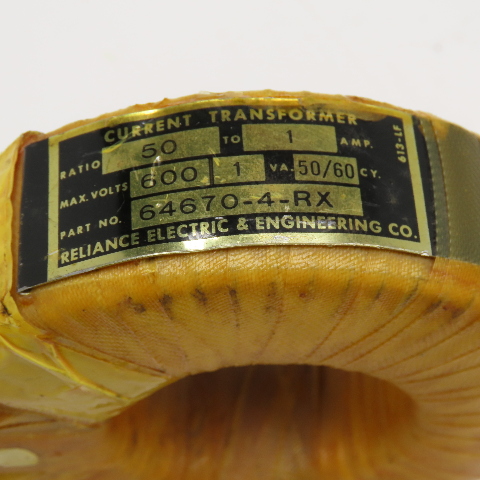 CURRENT TRANSFORMER
RATIO 50 TO 1 AMP.
MAX. VOLTS 600 1 VA. 50/60 CY.
PART NO. 64670-4-RX
RELIANCE ELECTRIC & ENGINEERING CO.
613-LF